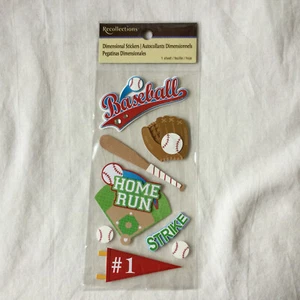 Recollections
Dimensional Stickers | Autocollants Dimensionnels
Pegatinas Dimensionales
Baseball
HOME
RUN
STRIKE
#1